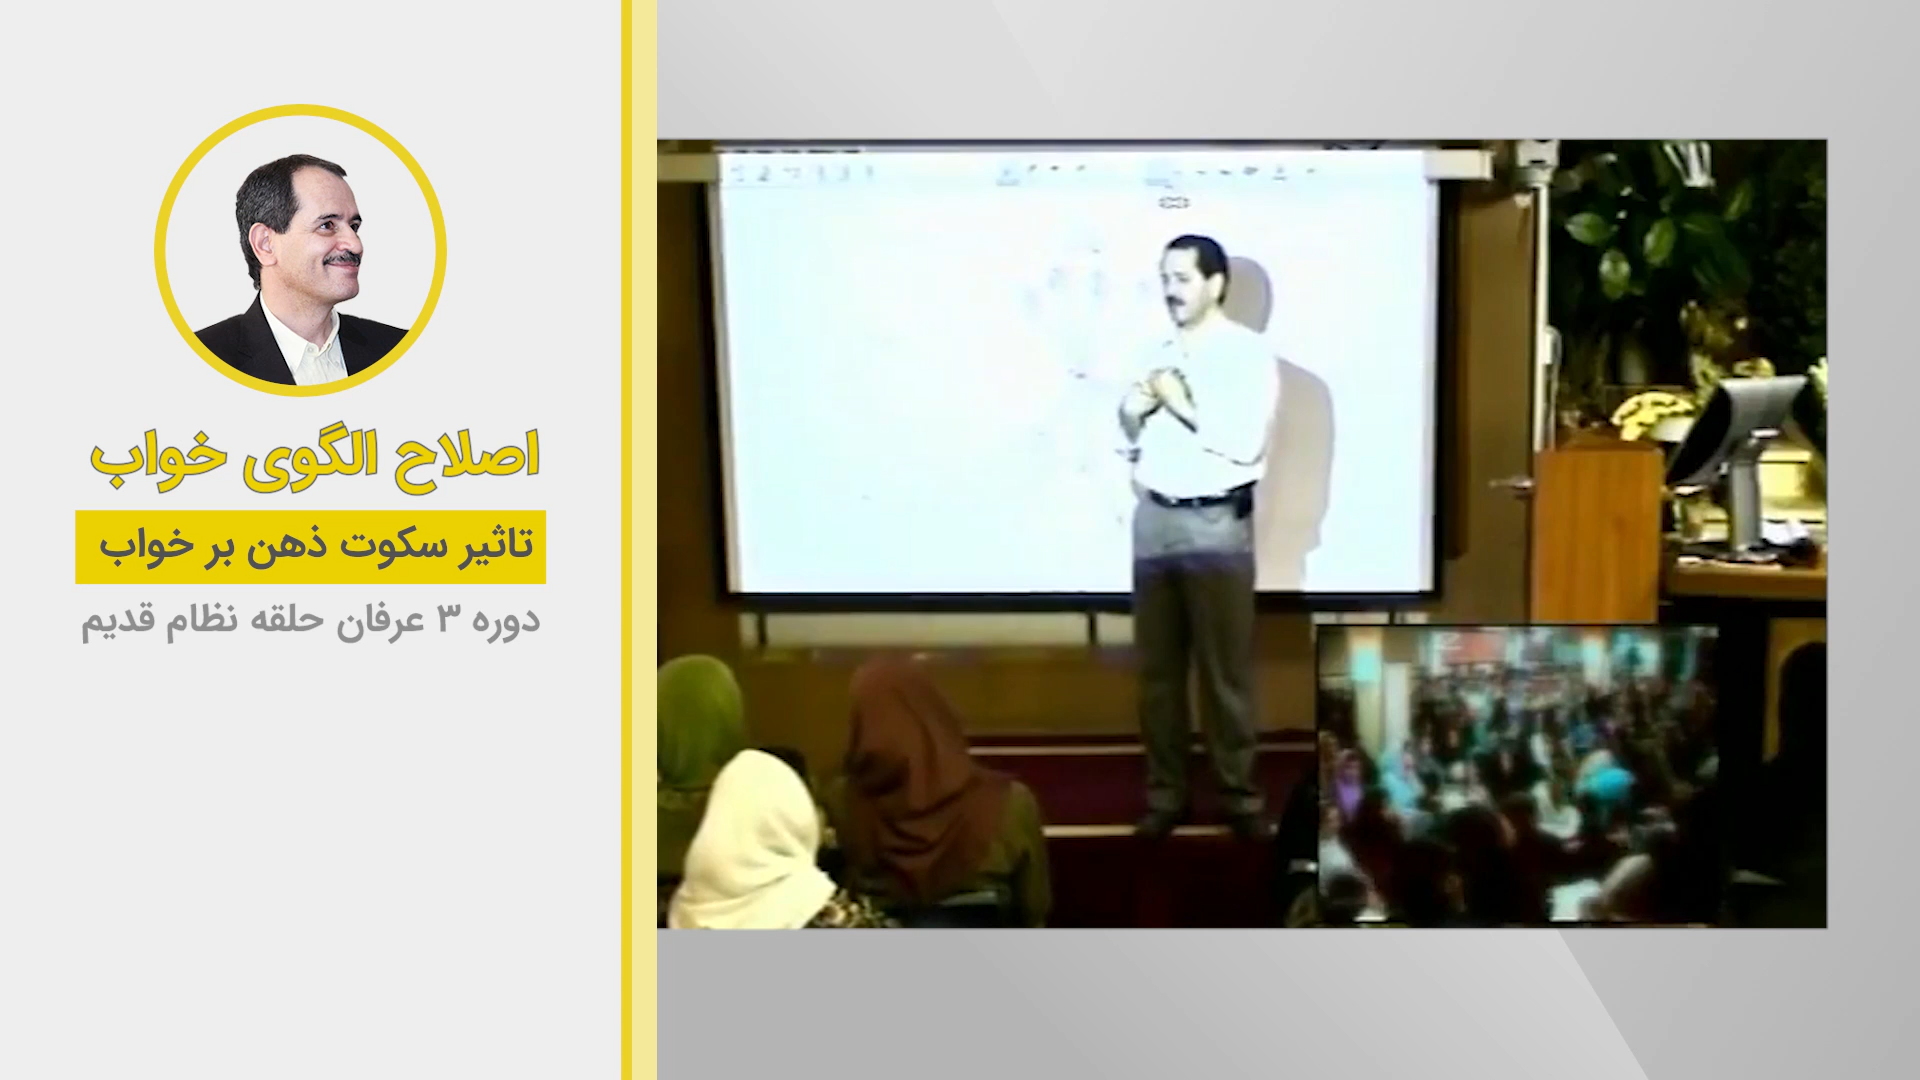 اصلاح الگوی خواب
تاثیر سکوت ذهن بر خواب
دوره ۳ عرفان حلقه نظام قدیم